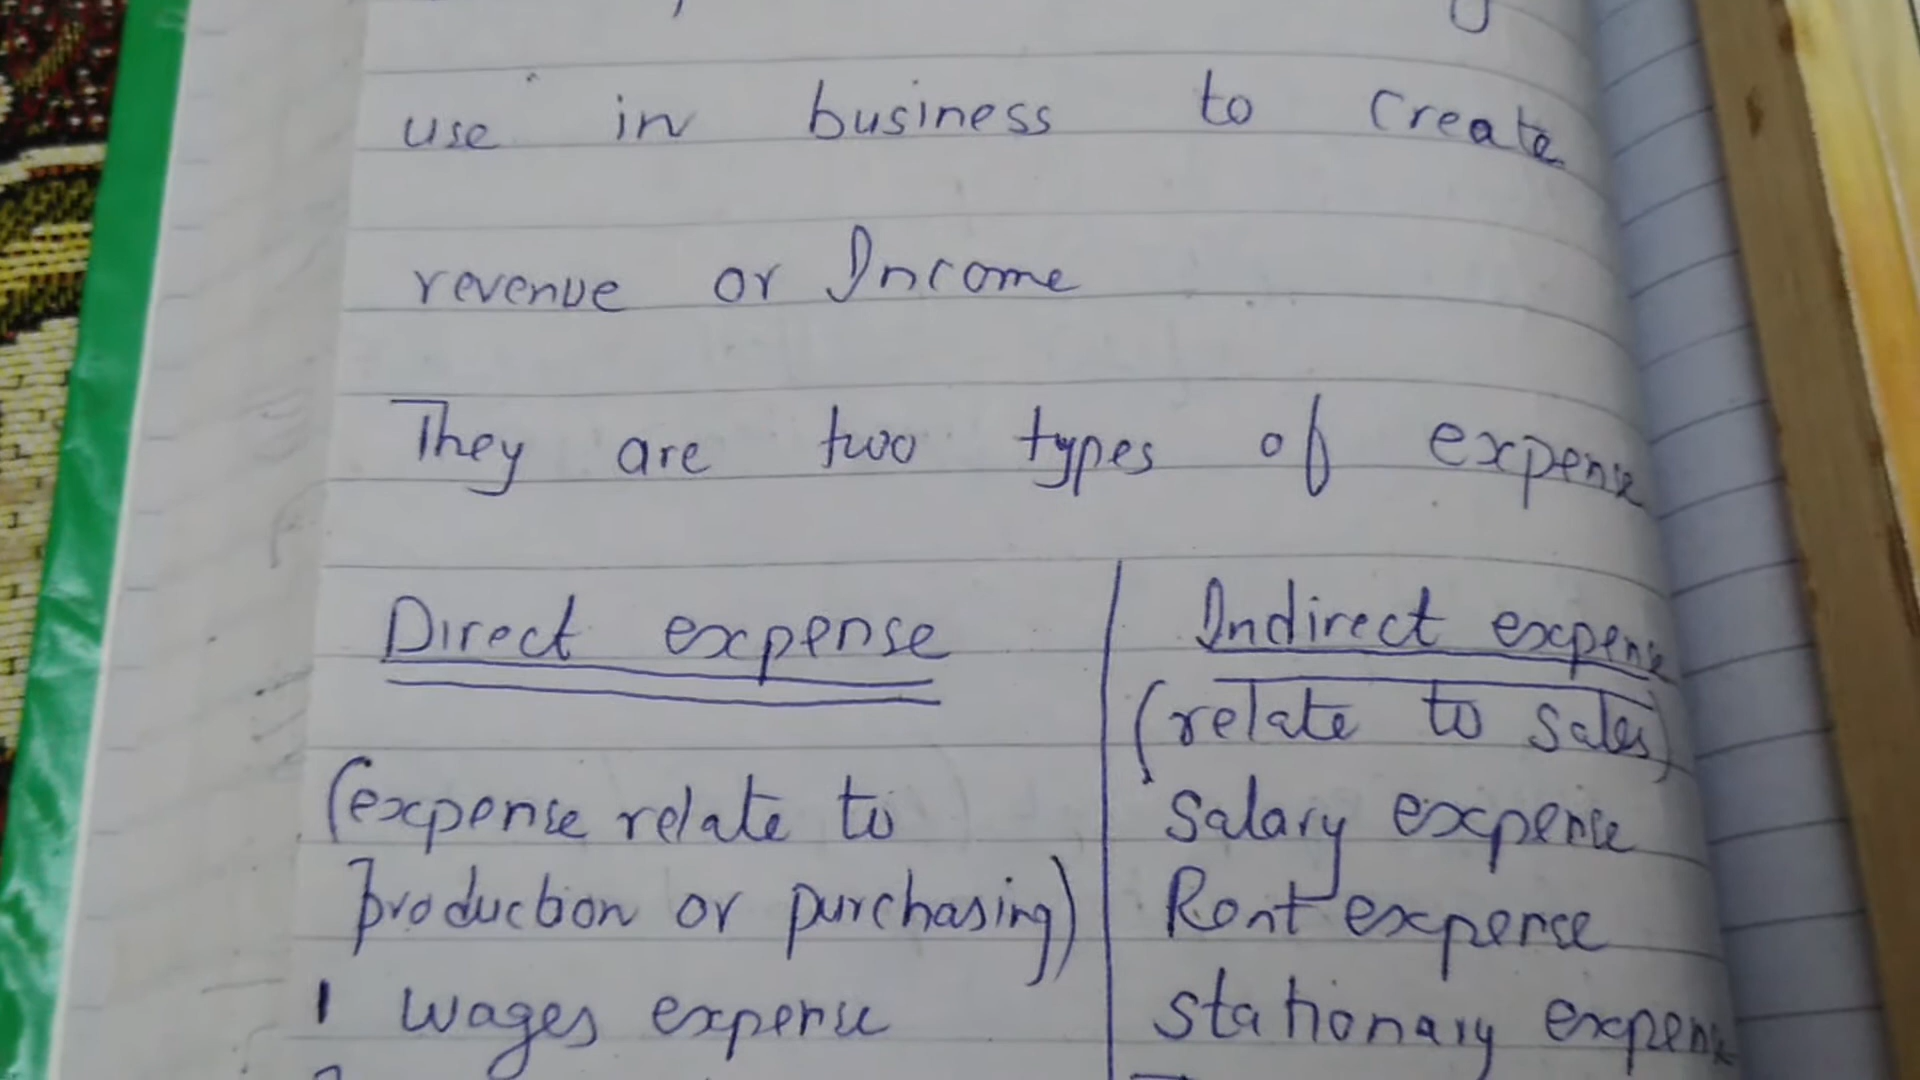 use in business to create
revenue or Income
They are two types of expense
Direct expense
(expense relate to
production or purchasing)
1 wages expense
Indirect expense
(relate to sales)
Salary expense
Rent expense
stationary expense